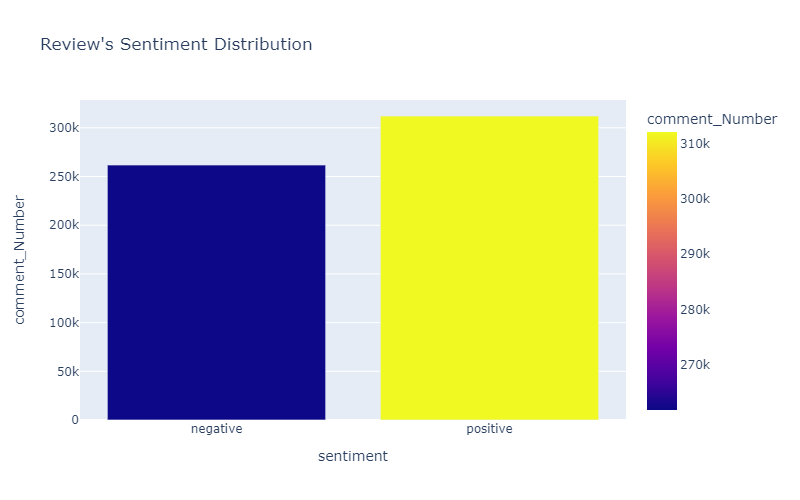 Review's Sentiment Distribution
comment_Number
300k
250k
200k
150k
100k
50k
0
negative
positive
sentiment
comment_Number
310k
300k
290k
280k
270k